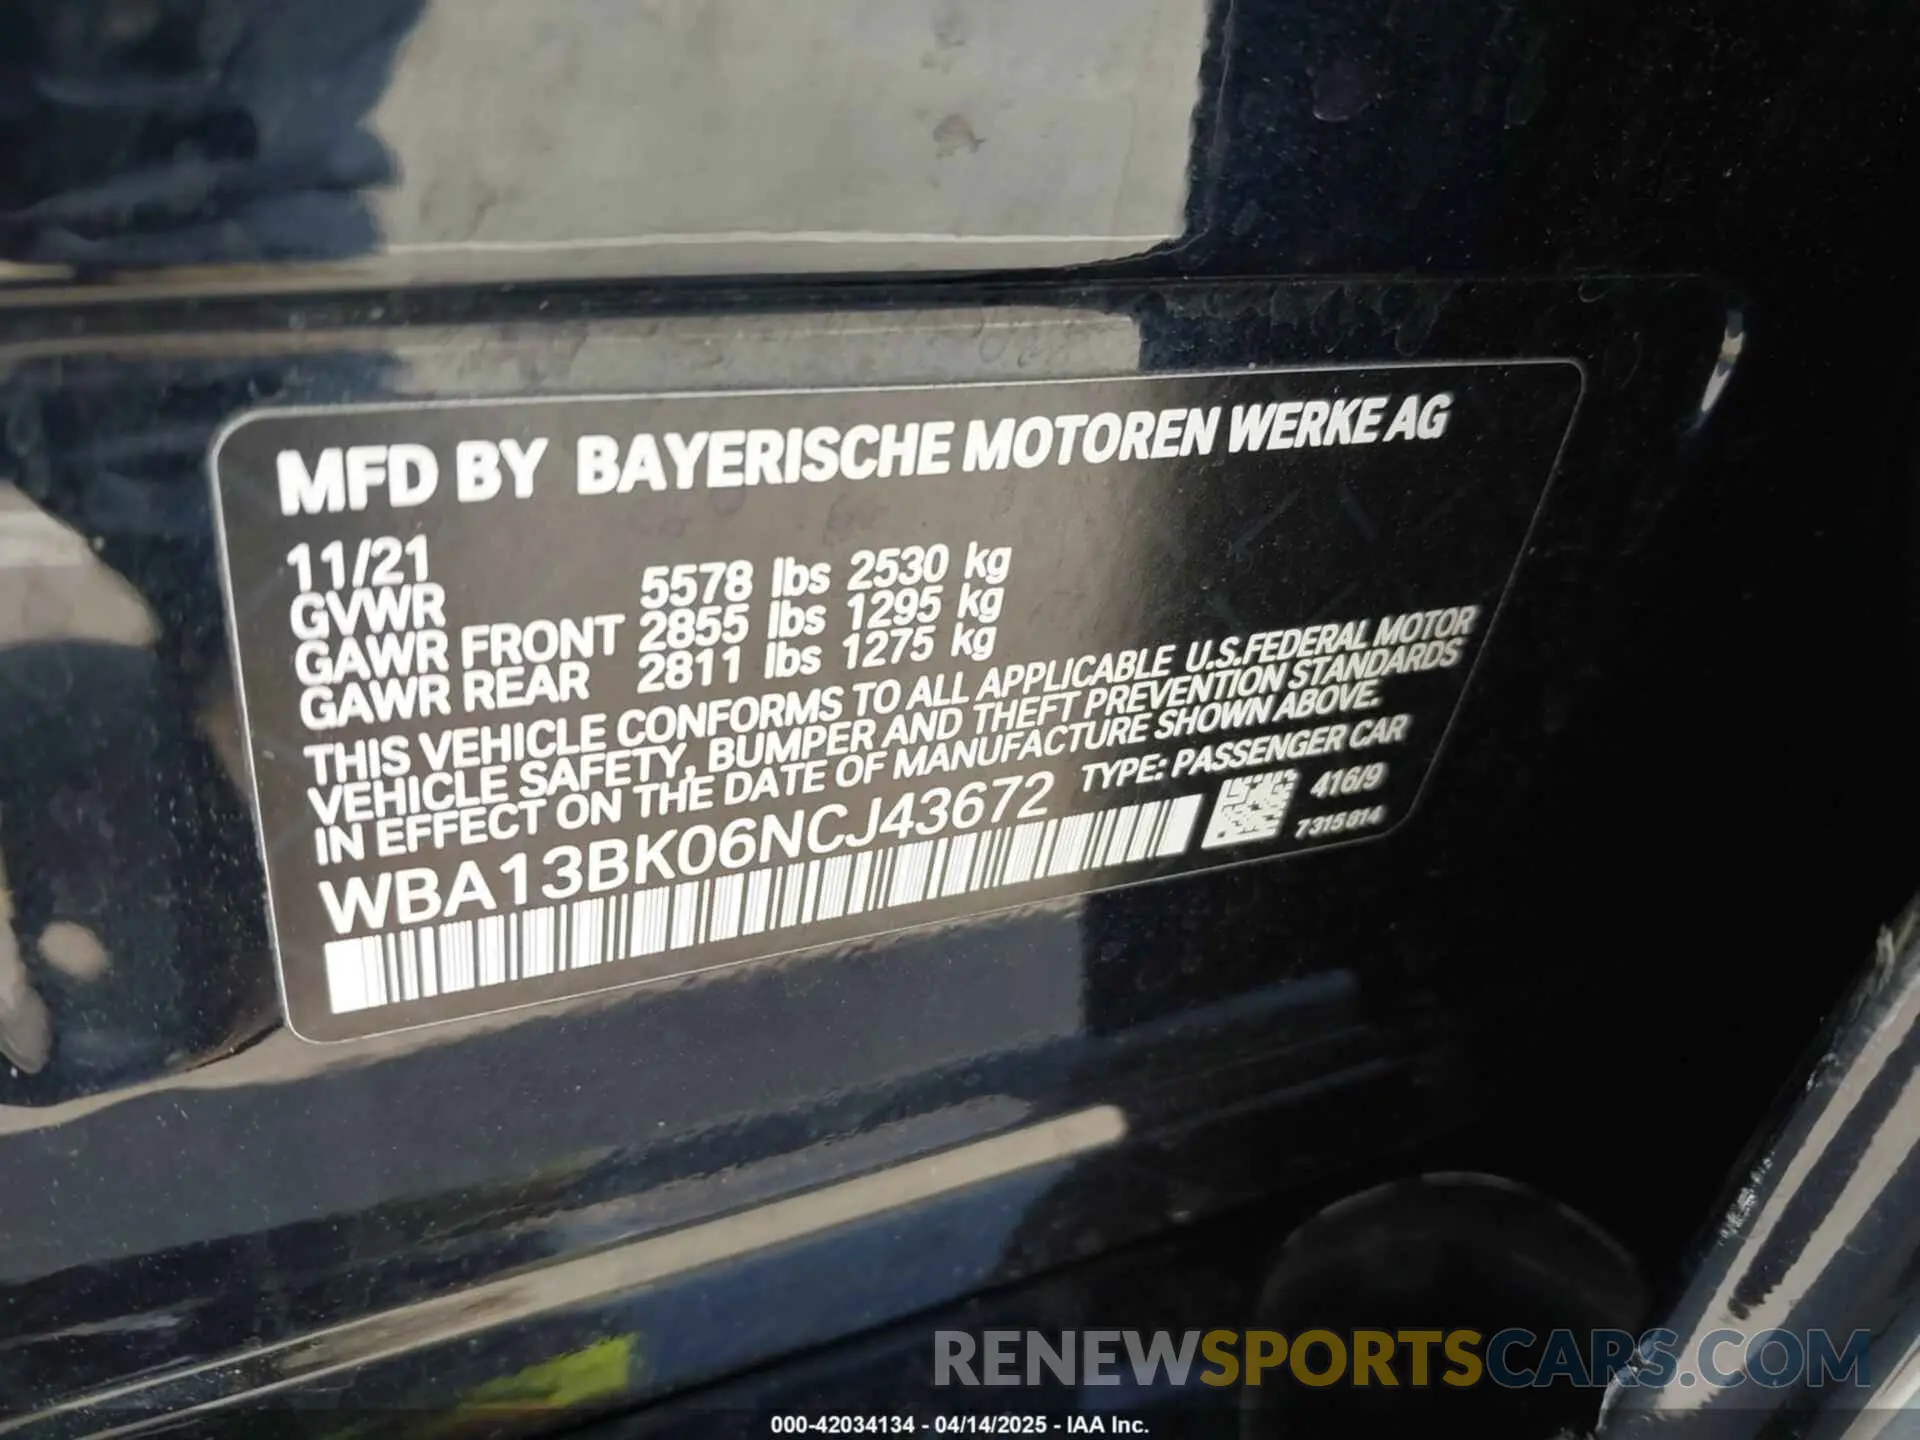 MFD BY BAYERISCHE MOTOREN WERKE AG
11/21
GVWR 5578 lbs 2530 kg
GAWR FRONT 2855 lbs 1295 kg
GAWR REAR 2811 lbs 1275 kg
THIS VEHICLE CONFORMS TO ALL APPLICABLE U.S.FEDERAL MOTOR
VEHICLE SAFETY, BUMPER AND THEFT PREVENTION STANDARDS
IN EFFECT ON THE DATE OF MANUFACTURE SHOWN ABOVE.
WBA13BK06NCJ43672 TYPE: PASSENGER CAR
416/9
7315814
RENEWSPORTSCARS.COM
000-42034134 - 04/14/2025 - IAA Inc.